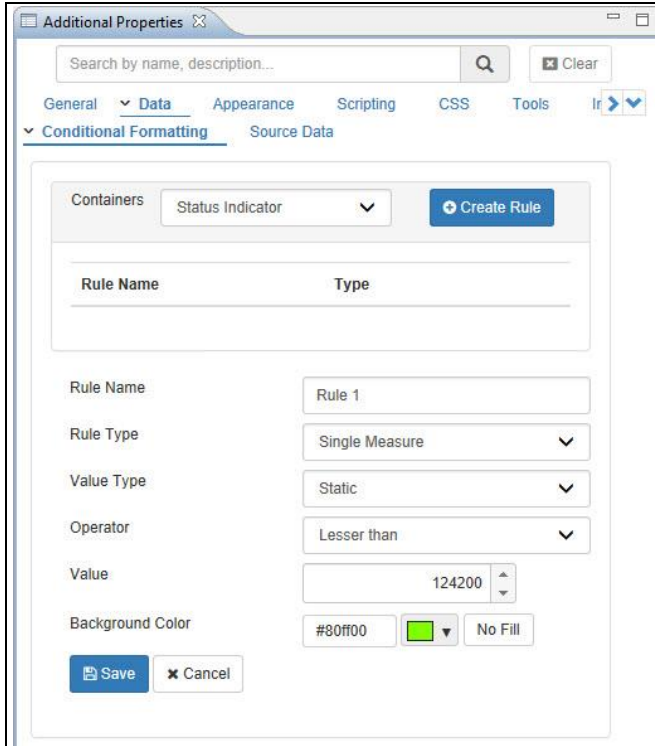 Additional Properties
Search by name, description...
Clear
General Data Appearance Scripting CSS Tools
Conditional Formatting Source Data
Containers Status Indicator Create Rule
Rule Name Type
Rule Name Rule 1
Rule Type Single Measure
Value Type Static
Operator Lesser than
Value 124200
Background Color #80ff00 No Fill
Save Cancel